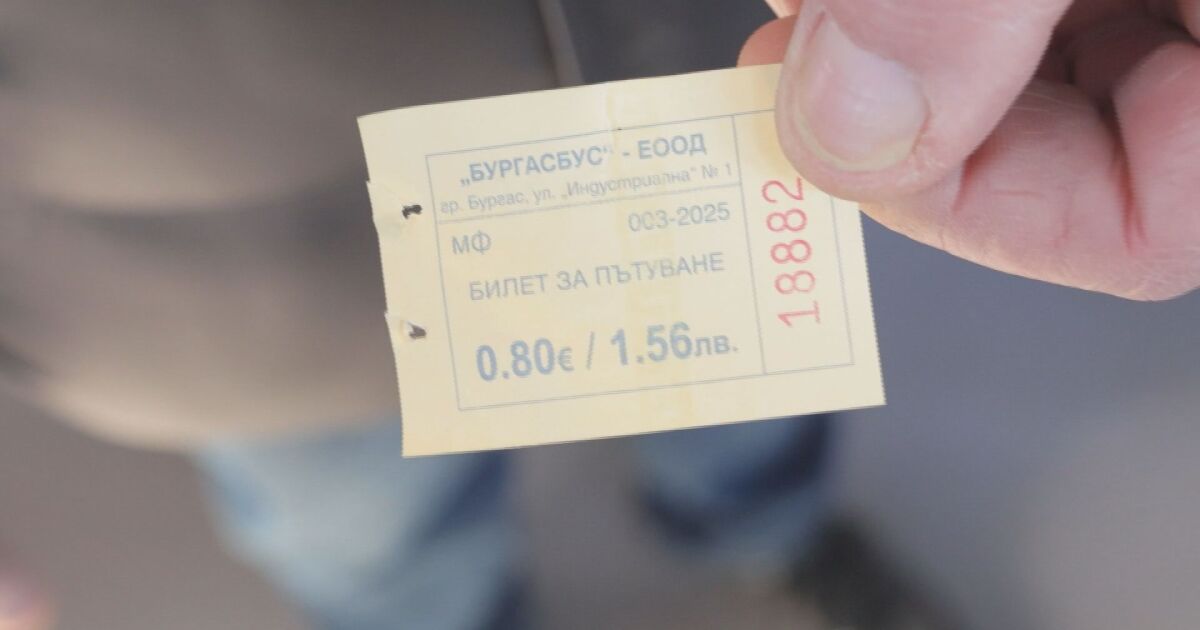 „БУРГАСБУС“ - ЕООД
гр. Бургас, ул. „Индустриална“ № 1
МФ 003-2025
БИЛЕТ ЗА ПЪТУВАНЕ
0.80€ / 1.56лв.
18882